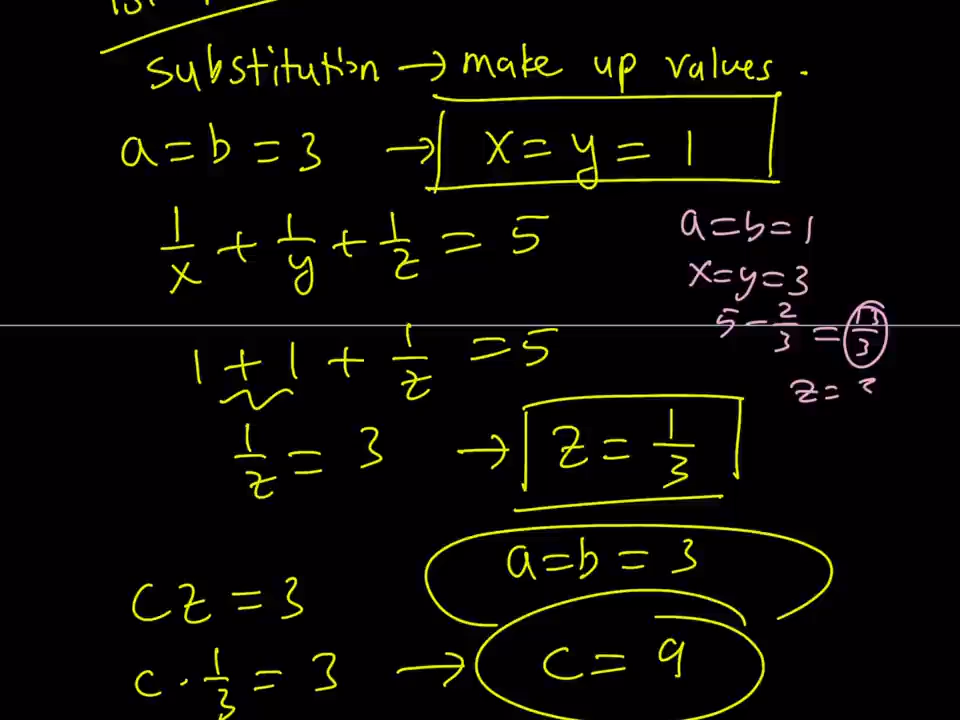 substitution → make up values.
a = b = 3 → x = y = 1
1/x + 1/y + 1/z = 5
a = b = 1
x = y = 3
5 - 2/3 = 13/3
z =
1 + 1 + 1/z = 5
1/z = 3 → z = 1/3
a = b = 3
cz = 3
c · 1/3 = 3 → c = 9